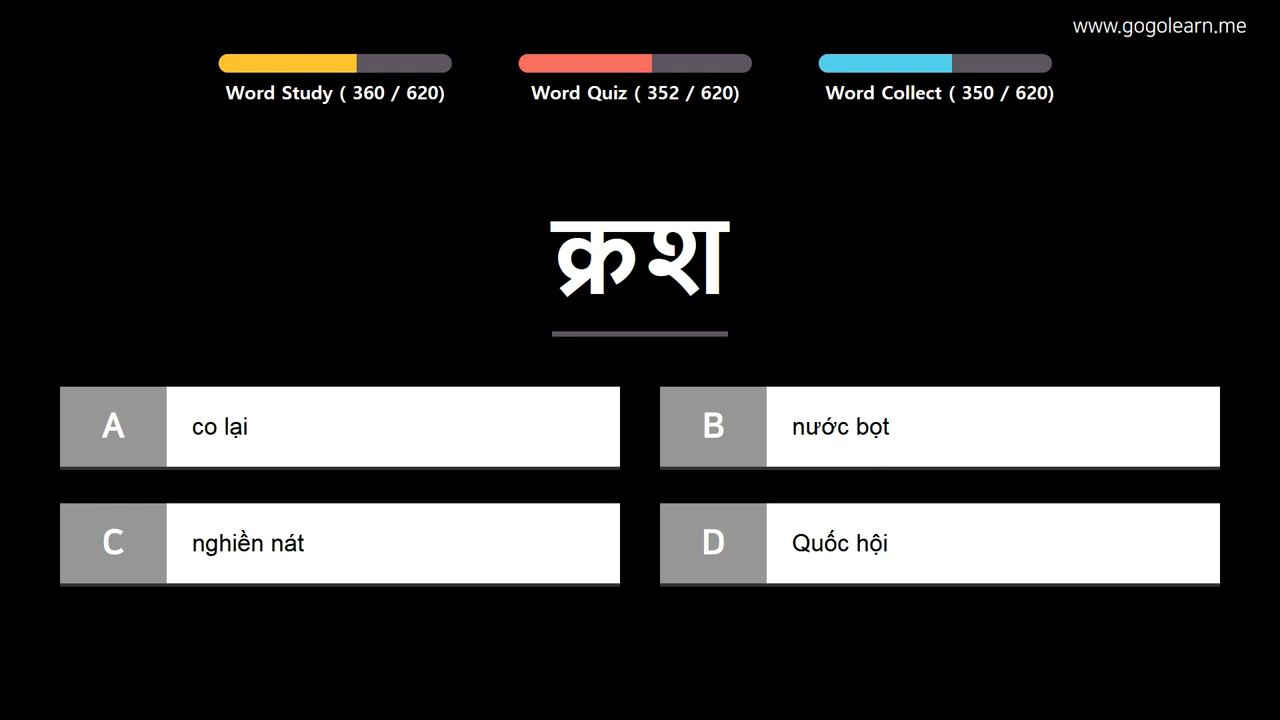 www.gogolearn.me
Word Study ( 360 / 620)
Word Quiz ( 352 / 620)
Word Collect ( 350 / 620)
क्रश
A co lại
B nước bọt
C nghiền nát
D Quốc hội